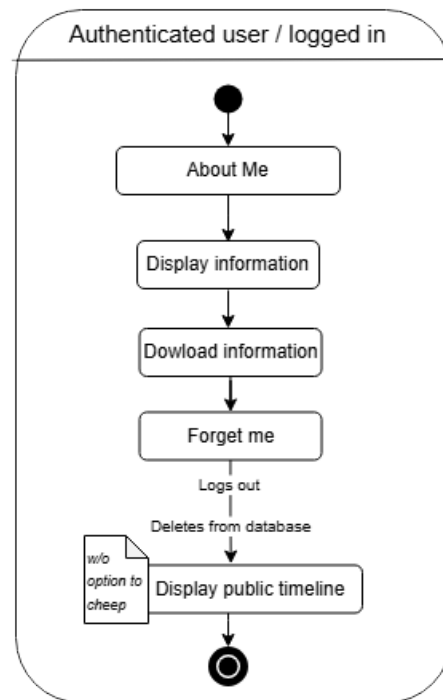 Authenticated user / logged in
About Me
Display information
Dowload information
Forget me
Logs out
Deletes from database
w/o
option to
cheep
Display public timeline